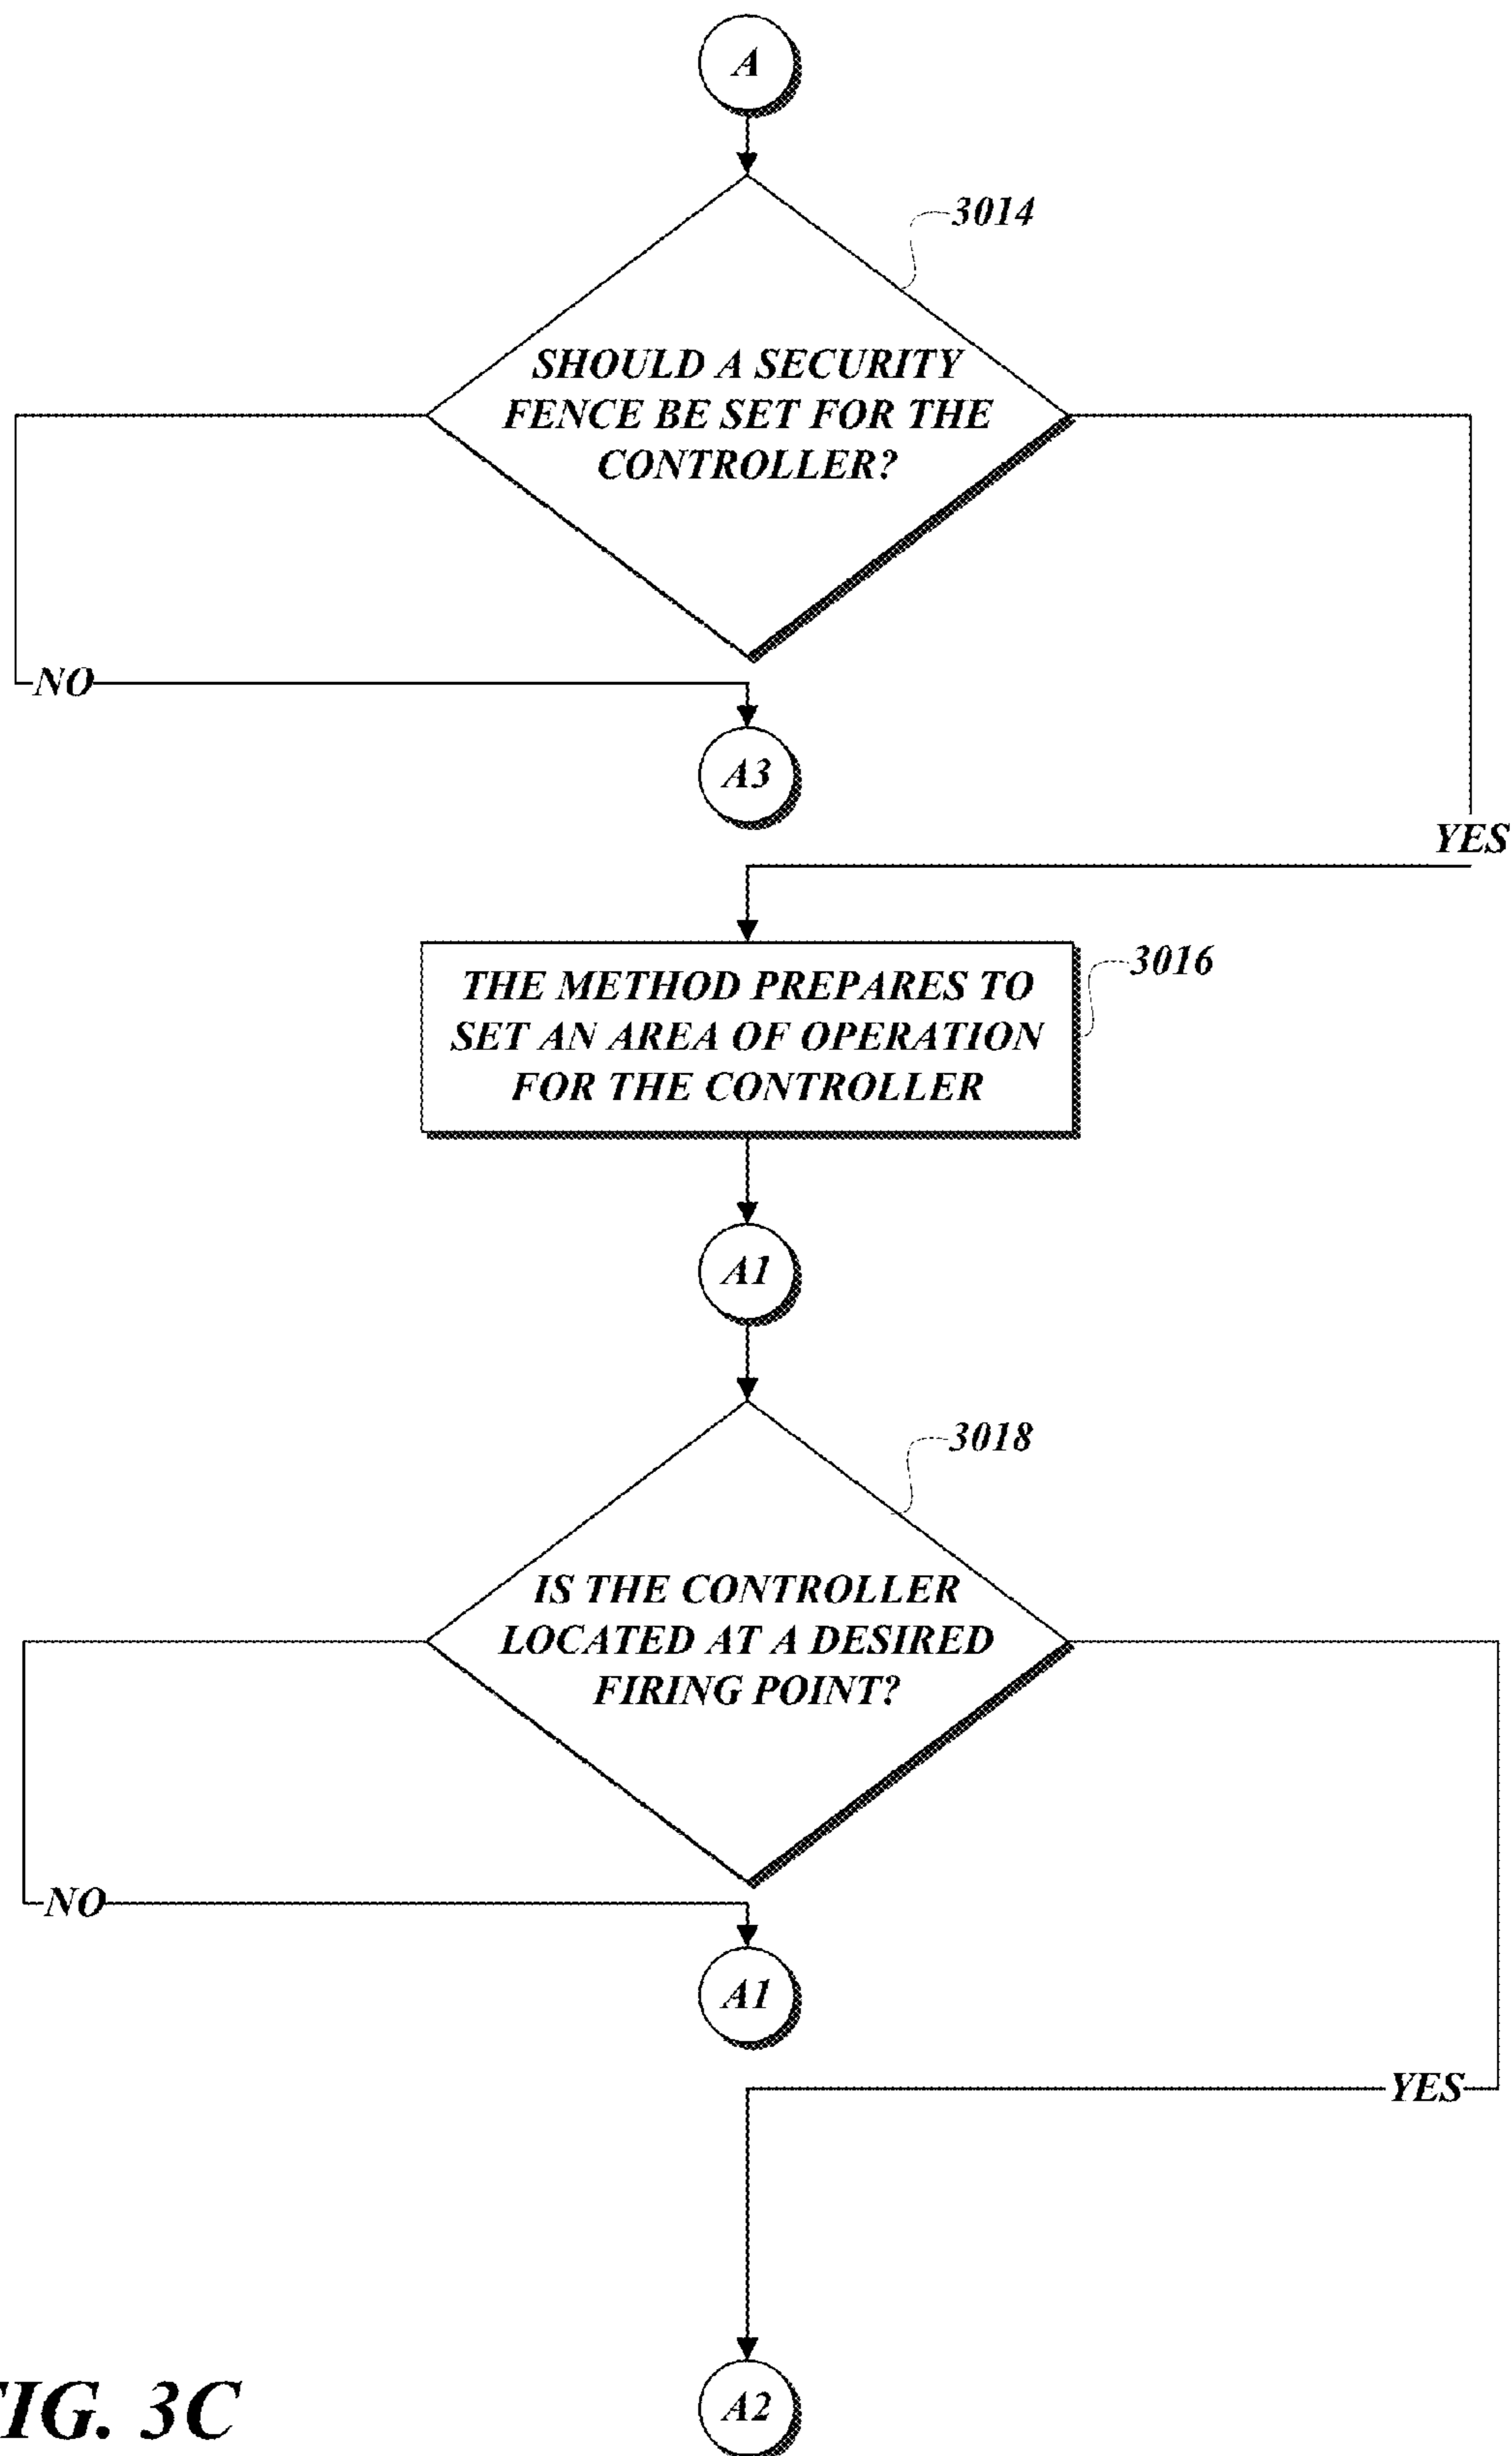 A
3014
SHOULD A SECURITY
FENCE BE SET FOR THE
CONTROLLER?
NO
A3
YES
3016
THE METHOD PREPARES TO
SET AN AREA OF OPERATION
FOR THE CONTROLLER
A1
3018
IS THE CONTROLLER
LOCATED AT A DESIRED
FIRING POINT?
NO
A1
YES
A2
IG. 3C